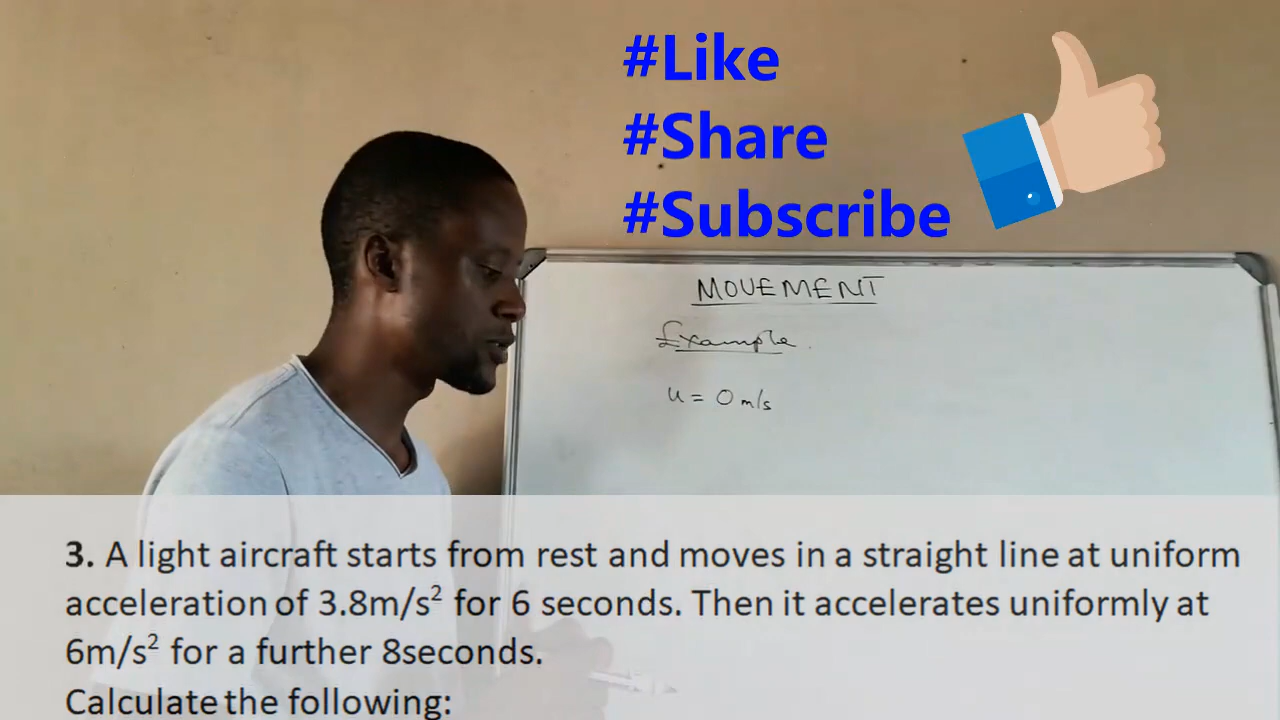 #Like
#Share
#Subscribe
MOVEMENT
Example
u = 0 m/s
3. A light aircraft starts from rest and moves in a straight line at uniform
acceleration of 3.8m/s² for 6 seconds. Then it accelerates uniformly at
6m/s² for a further 8seconds.
Calculate the following: